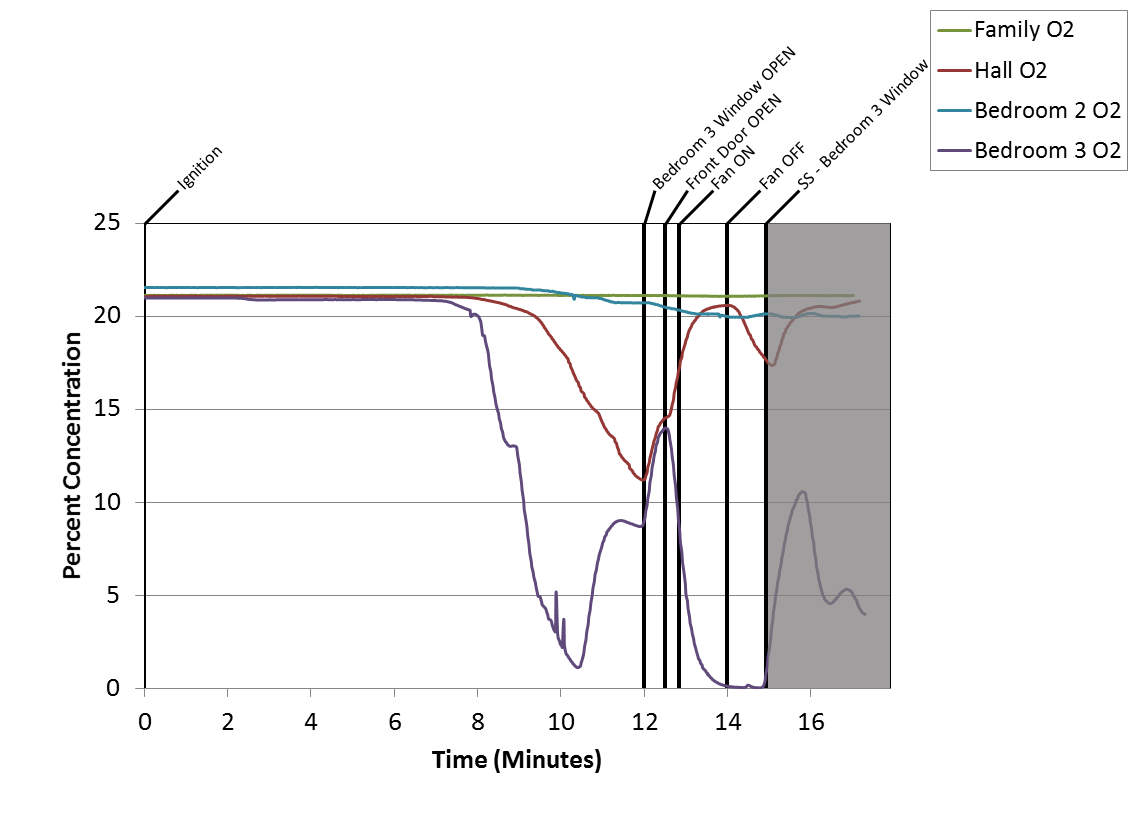 Family O2
Hall O2
Bedroom 2 O2
Bedroom 3 O2
Ignition
Bedroom 3 Window OPEN
Front Door OPEN
Fan ON
Fan OFF
SS - Bedroom 3 Window
25
20
15
10
5
0
Percent Concentration
0 2 4 6 8 10 12 14 16
Time (Minutes)